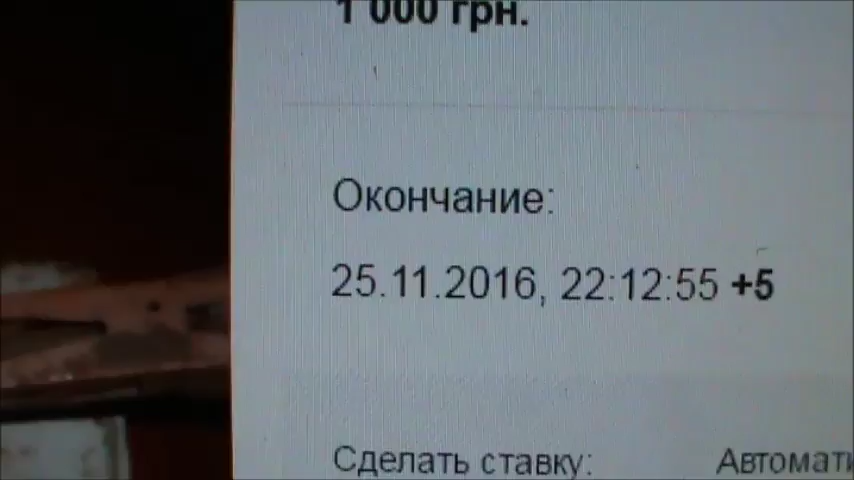 1 000 грн.
Окончание:
25.11.2016, 22:12:55 +5
Сделать ставку: